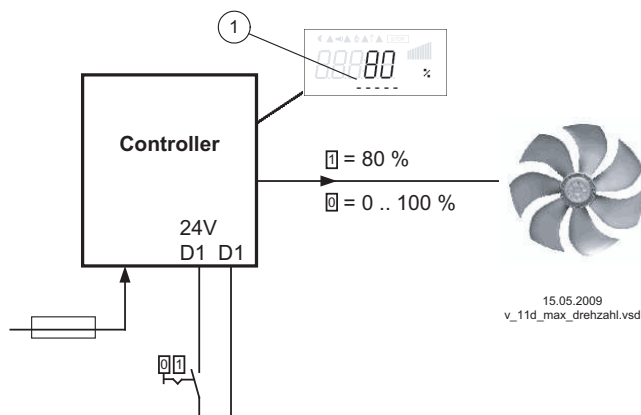 1
80
%
Controller
1 = 80 %
0 = 0 .. 100 %
24V
D1 D1
15.05.2009
v_11d_max_drehzahl.vsd
0 1